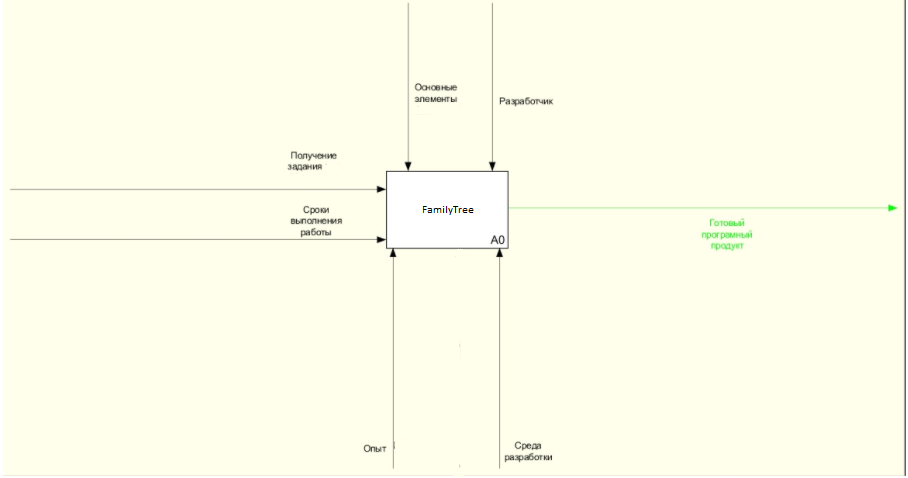 Основные
элементы
Разработчик
Получение
задания
Сроки
выполнения
работы
FamilyTree
A0
Готовый
програмный
продукт
Опыт
Среда
разработки